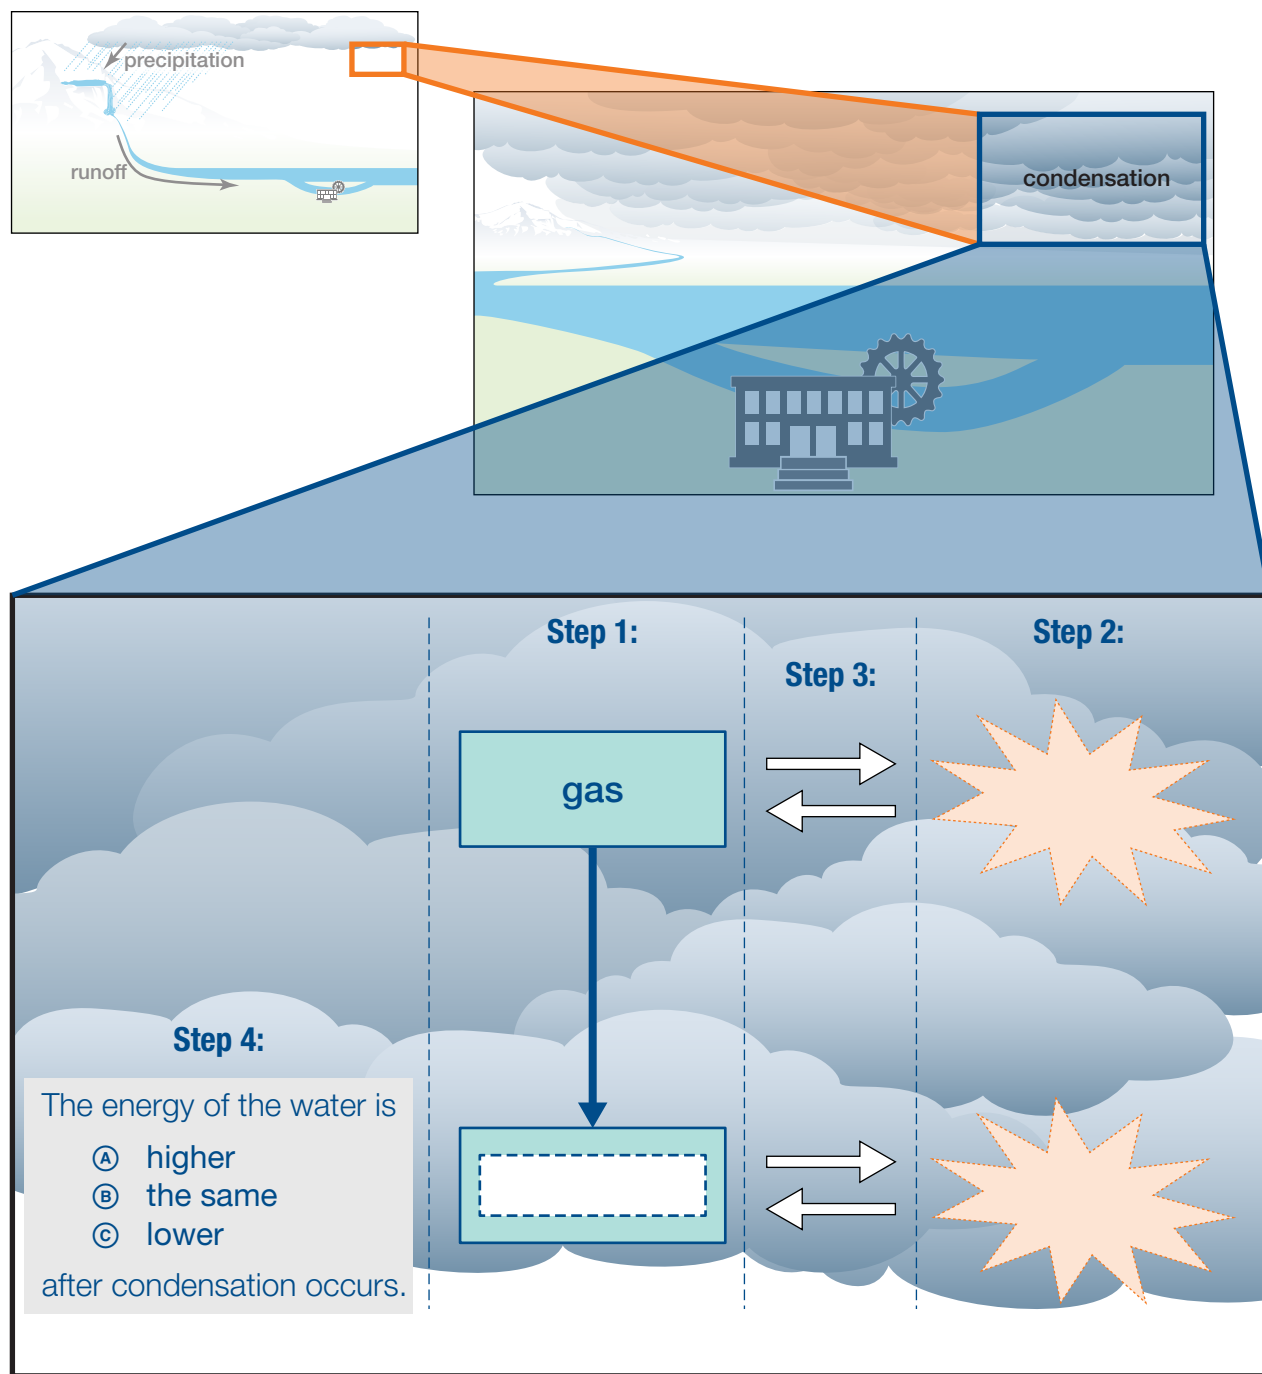 precipitation
runoff
condensation
Step 1:
Step 2:
Step 3:
gas
Step 4:
The energy of the water is
A higher
B the same
C lower
after condensation occurs.